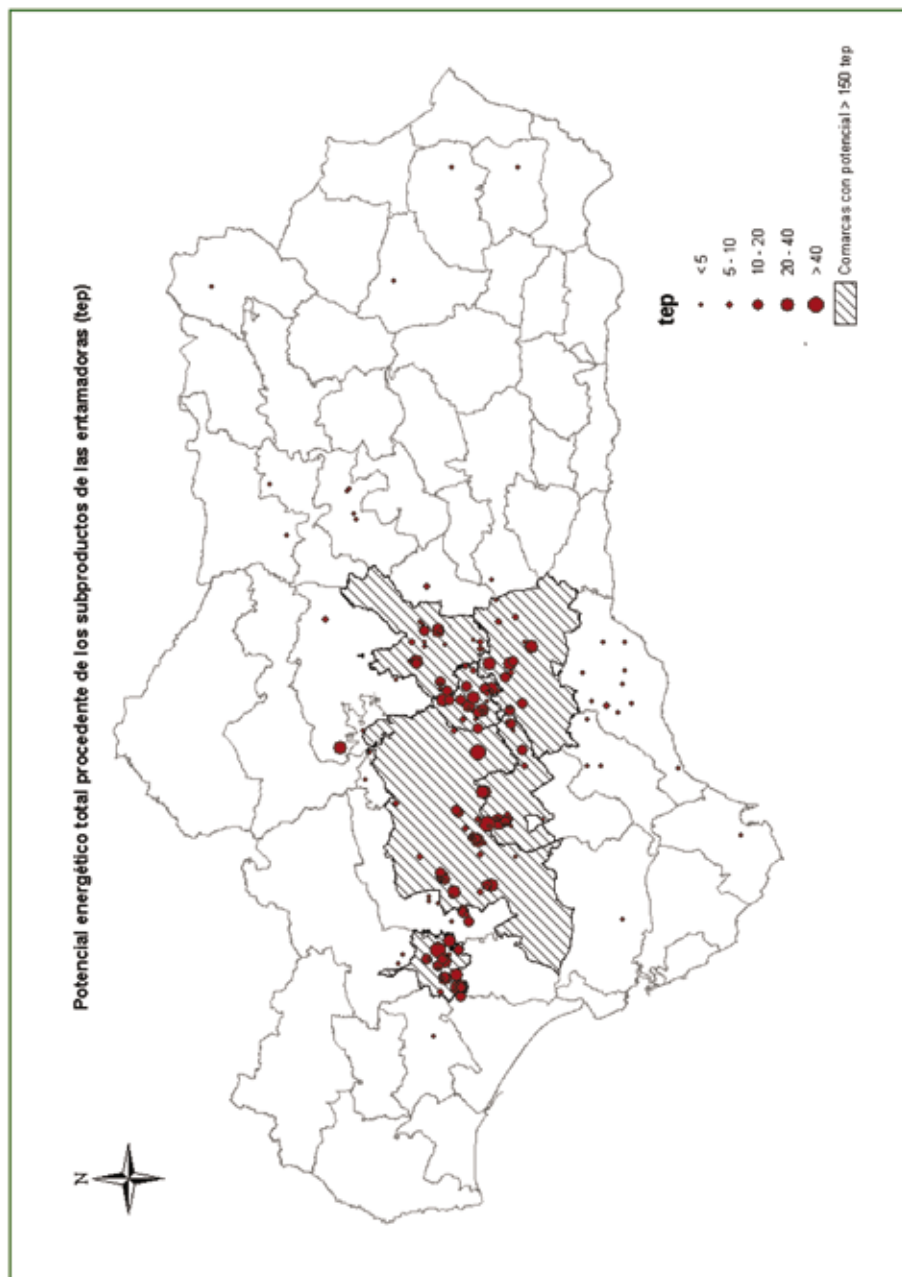 Potencial energético total procedente de los subproductos de las entamadoras (tep)
N
tep
< 5
5 - 10
10 - 20
20 - 40
> 40
Comarcas con potencial > 150 tep